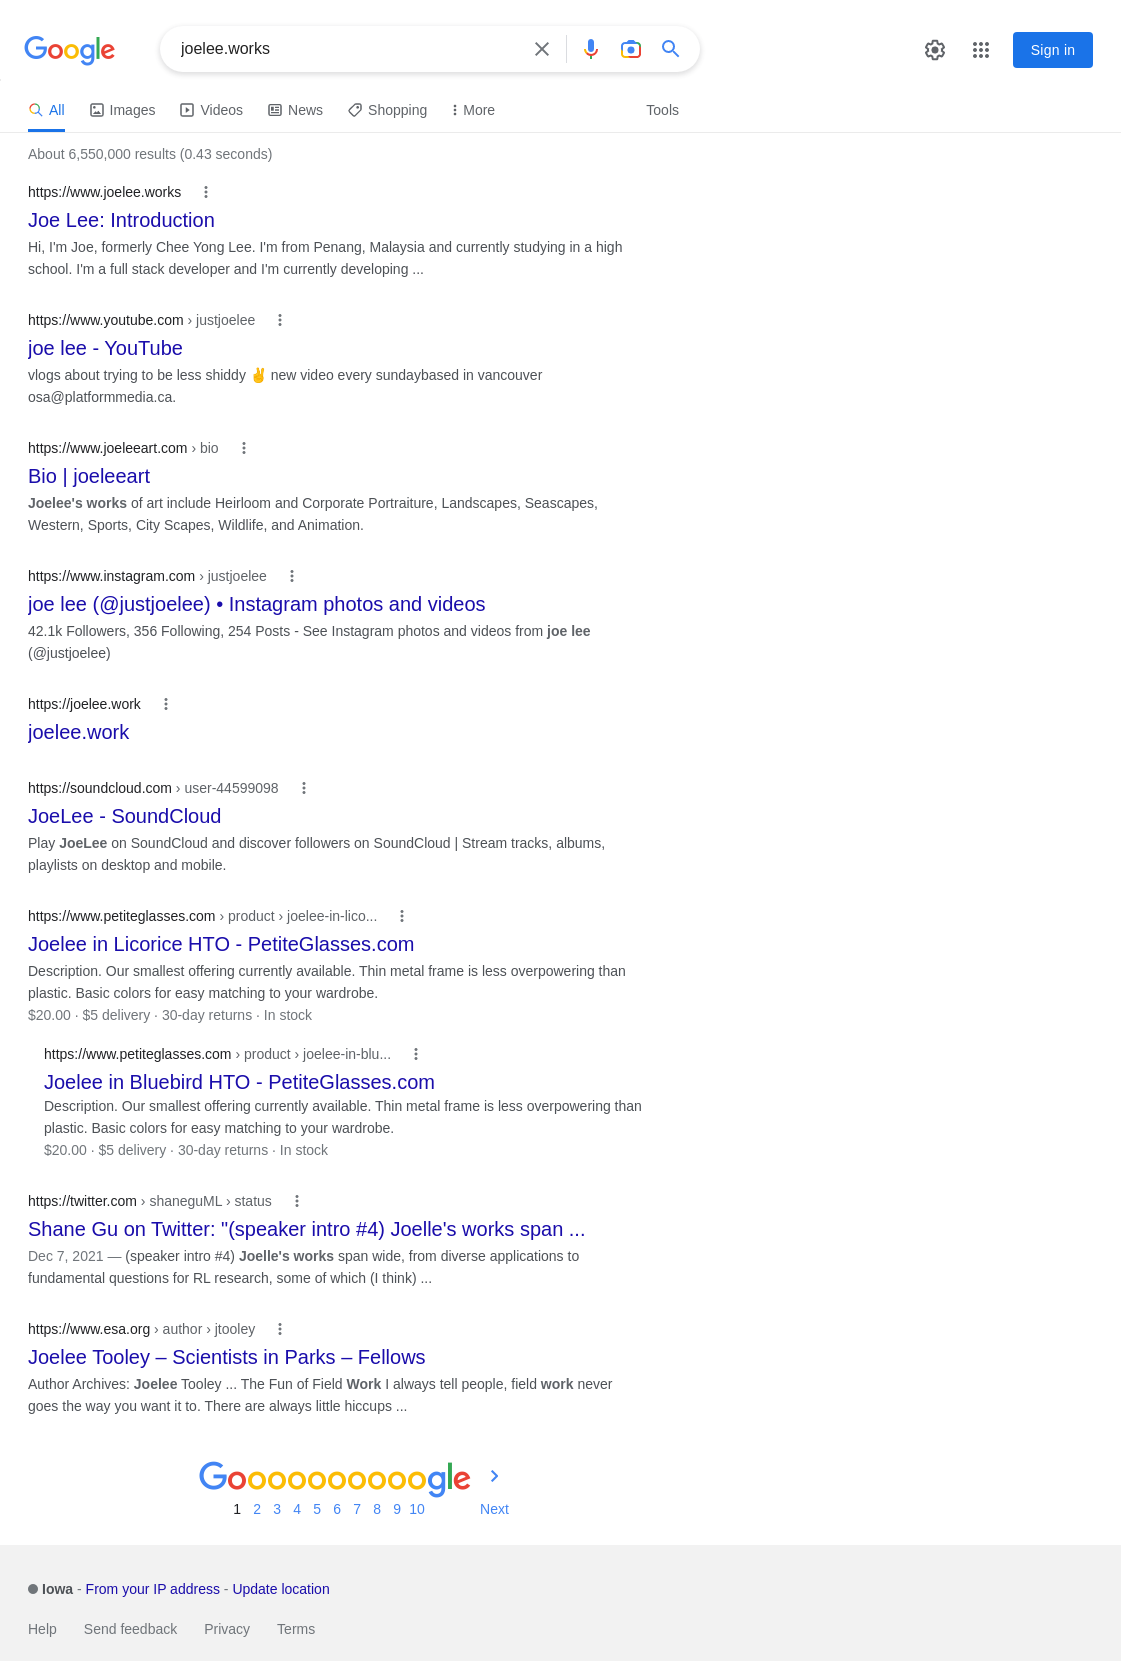 Google
joelee.works
Sign in
All
Images
Videos
News
Shopping
More
Tools
About 6,550,000 results (0.43 seconds)
https://www.joelee.works
Joe Lee: Introduction
Hi, I'm Joe, formerly Chee Yong Lee. I'm from Penang, Malaysia and currently studying in a high
school. I'm a full stack developer and I'm currently developing ...
https://www.youtube.com › justjoelee
joe lee - YouTube
vlogs about trying to be less shiddy ✌️ new video every sundaybased in vancouver
osa@platformmedia.ca.
https://www.joeleeart.com › bio
Bio | joeleeart
Joelee's works of art include Heirloom and Corporate Portraiture, Landscapes, Seascapes,
Western, Sports, City Scapes, Wildlife, and Animation.
https://www.instagram.com › justjoelee
joe lee (@justjoelee) • Instagram photos and videos
42.1k Followers, 356 Following, 254 Posts - See Instagram photos and videos from joe lee
(@justjoelee)
https://joelee.work
joelee.work
https://soundcloud.com › user-44599098
JoeLee - SoundCloud
Play JoeLee on SoundCloud and discover followers on SoundCloud | Stream tracks, albums,
playlists on desktop and mobile.
https://www.petiteglasses.com › product › joelee-in-lico...
Joelee in Licorice HTO - PetiteGlasses.com
Description. Our smallest offering currently available. Thin metal frame is less overpowering than
plastic. Basic colors for easy matching to your wardrobe.
$20.00 · $5 delivery · 30-day returns · In stock
https://www.petiteglasses.com › product › joelee-in-blu...
Joelee in Bluebird HTO - PetiteGlasses.com
Description. Our smallest offering currently available. Thin metal frame is less overpowering than
plastic. Basic colors for easy matching to your wardrobe.
$20.00 · $5 delivery · 30-day returns · In stock
https://twitter.com › shaneguML › status
Shane Gu on Twitter: "(speaker intro #4) Joelle's works span ...
Dec 7, 2021 — (speaker intro #4) Joelle's works span wide, from diverse applications to
fundamental questions for RL research, some of which (I think) ...
https://www.esa.org › author › jtooley
Joelee Tooley – Scientists in Parks – Fellows
Author Archives: Joelee Tooley ... The Fun of Field Work I always tell people, field work never
goes the way you want it to. There are always little hiccups ...
Goooooooooogle
1 2 3 4 5 6 7 8 9 10 Next
Iowa - From your IP address - Update location
Help Send feedback Privacy Terms